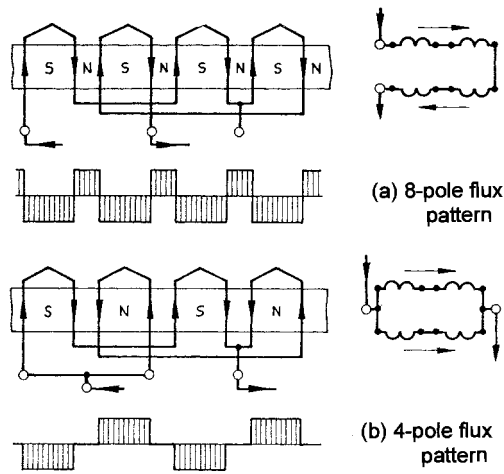 S N S N S N S N
(a) 8-pole flux
pattern
S N S N
(b) 4-pole flux
pattern